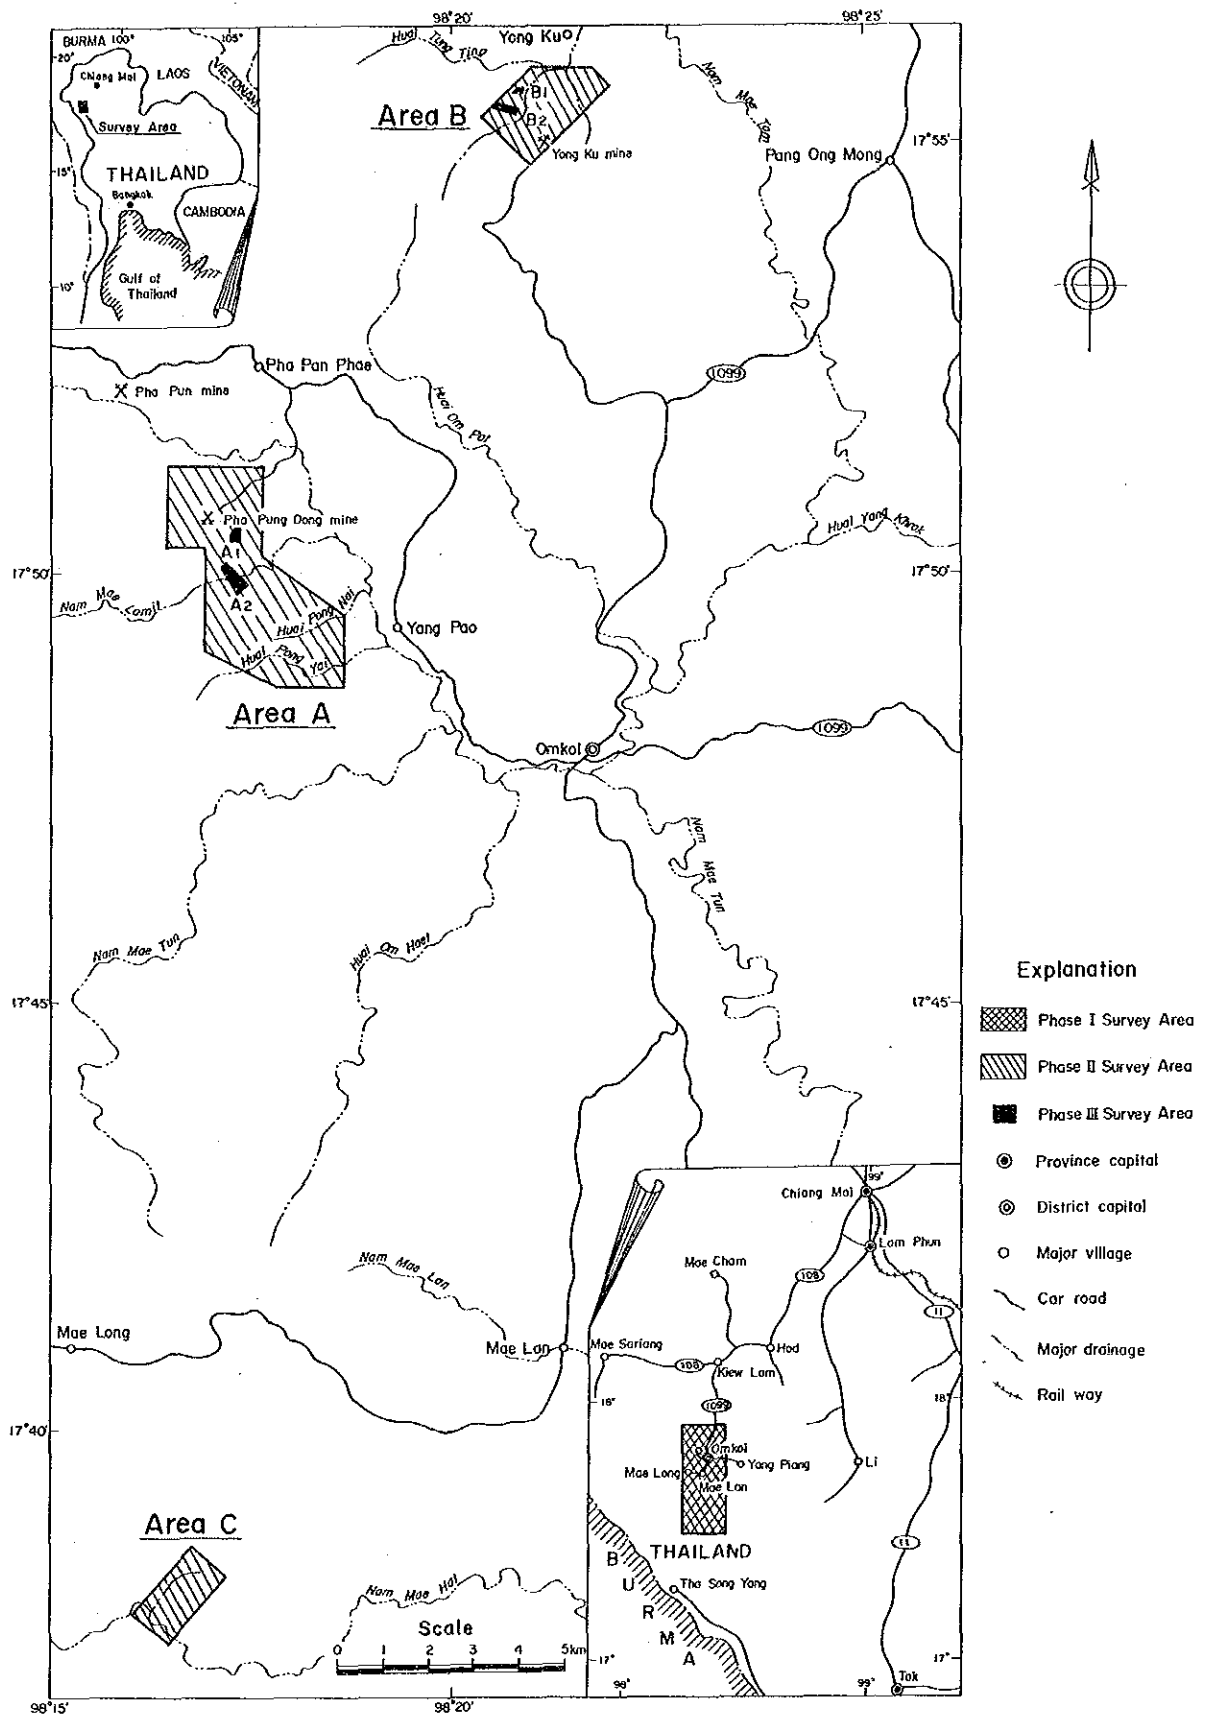 98°20'
98°25'
BURMA
100°
105°
20°
Chiang Mai
LAOS
VIETONAM
Survey Area
15°
THAILAND
Bangkok
CAMBODIA
10°
Gulf of
Thailand
Huai Tung Ting
Yong Ku
Area B
B1
B2
Yong Ku mine
Nam Mae Tom
17°55'
Pang Ong Mong
Pha Pan Phae
Pha Pun mine
1099
Huai Om Pai
Pha Pung Dong mine
A1
Huai Yang Khrok
17°50'
17°50'
Nam Mae Lamit
A2
Huai Pong Noi
Yang Pao
Huai Pong Yai
Area A
1099
Omkoi
Nam Mae Tun
Nam Mae Tun
Huai Om Haet
17°45'
17°45'
Explanation
Phase I Survey Area
Phase II Survey Area
Phase III Survey Area
Province capital
District capital
Major village
Car road
Major drainage
Rail way
99°
Chiang Mai
Lam Phun
Nam Mae Lan
Mae Cham
108
11
Mae Long
Mae Lan
Mae Sariang
108
Hod
Kiew Lom
18°
1099
18°
17°40'
Omkoi
Yang Piang
Li
Mae Long
Mae Lan
Area C
11
THAILAND
BURMA
Tha Song Yang
Nam Mae Hat
Scale
0 1 2 3 4 5km
17°
17°
Tak
98°
99°
98°15'
98°20'